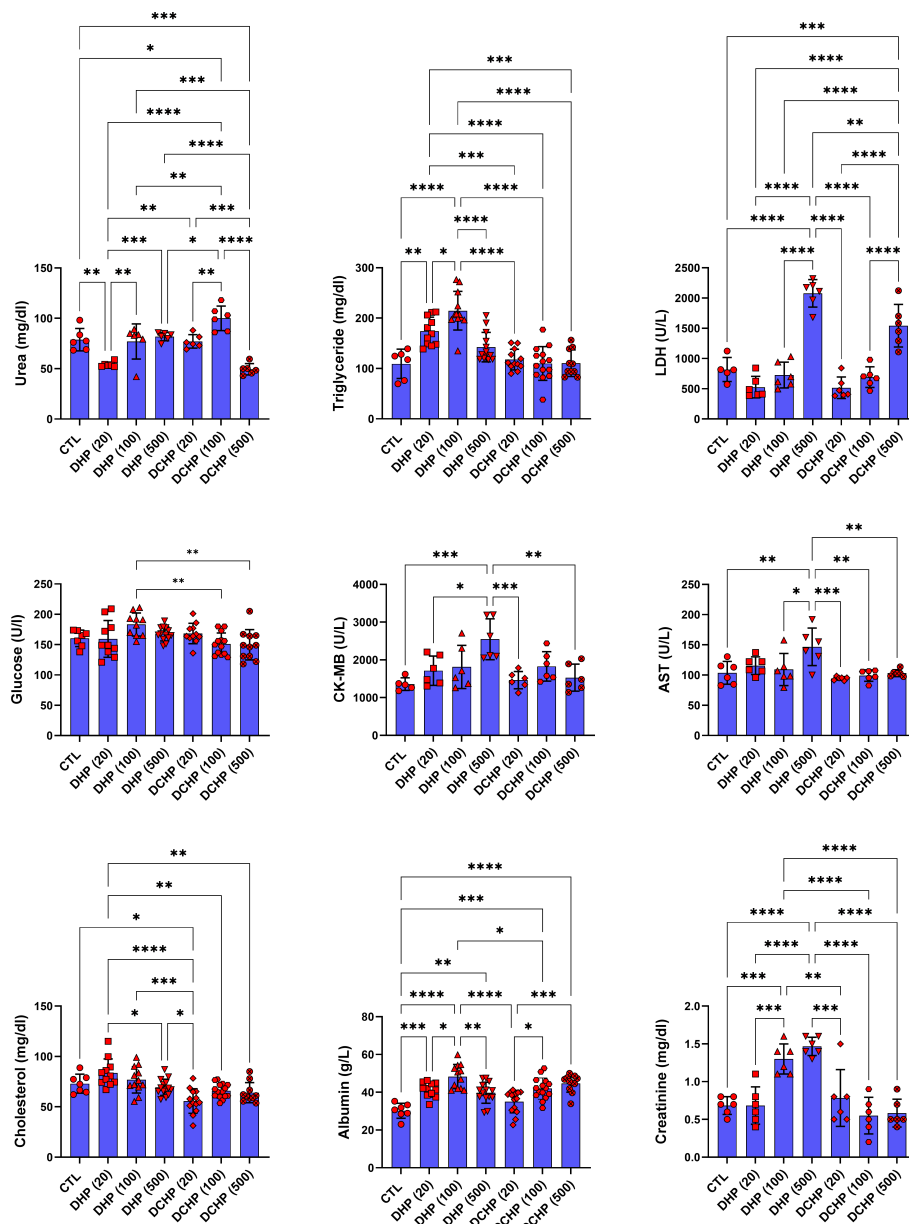 ***
*
***
****
****
**
** ***
*** * ****
** ** **
Urea (mg/dl)
150
100
50
0
CTL
DHP (20)
DHP (100)
DHP (500)
DCHP (20)
DCHP (100)
DCHP (500)
***
****
****
***
**** ****
****
** * ****
Triglyceride (mg/dl)
300
200
100
0
CTL
DHP (20)
DHP (100)
DHP (500)
DCHP (20)
DCHP (100)
DCHP (500)
***
****
****
**
****
**** ****
**** ****
**** ****
LDH (U/L)
2500
2000
1500
1000
500
0
CTL
DHP (20)
DHP (100)
DHP (500)
DCHP (20)
DCHP (100)
DCHP (500)
**
**
Glucose (U/l)
250
200
150
100
50
0
CTL
DHP (20)
DHP (100)
DHP (500)
DCHP (20)
DCHP (100)
DCHP (500)
*** **
* ***
CK-MB (U/L)
4000
3000
2000
1000
0
CTL
DHP (20)
DHP (100)
DHP (500)
DCHP (20)
DCHP (100)
DCHP (500)
**
** **
* ***
AST (U/L)
250
200
150
100
50
0
CTL
DHP (20)
DHP (100)
DHP (500)
DCHP (20)
DCHP (100)
DCHP (500)
**
**
*
****
***
* *
Cholesterol (mg/dl)
150
100
50
0
CTL
DHP (20)
DHP (100)
DHP (500)
DCHP (20)
DCHP (100)
DCHP (500)
****
***
*
**
**** **** ***
*** * ** *
Albumin (g/L)
80
60
40
20
0
CTL
DHP (20)
DHP (100)
DHP (500)
DCHP (20)
DCHP (100)
DCHP (500)
****
****
**** ****
**** ****
*** **
*** ***
Creatinine (mg/dl)
2.0
1.5
1.0
0.5
0.0
CTL
DHP (20)
DHP (100)
DHP (500)
DCHP (20)
DCHP (100)
DCHP (500)